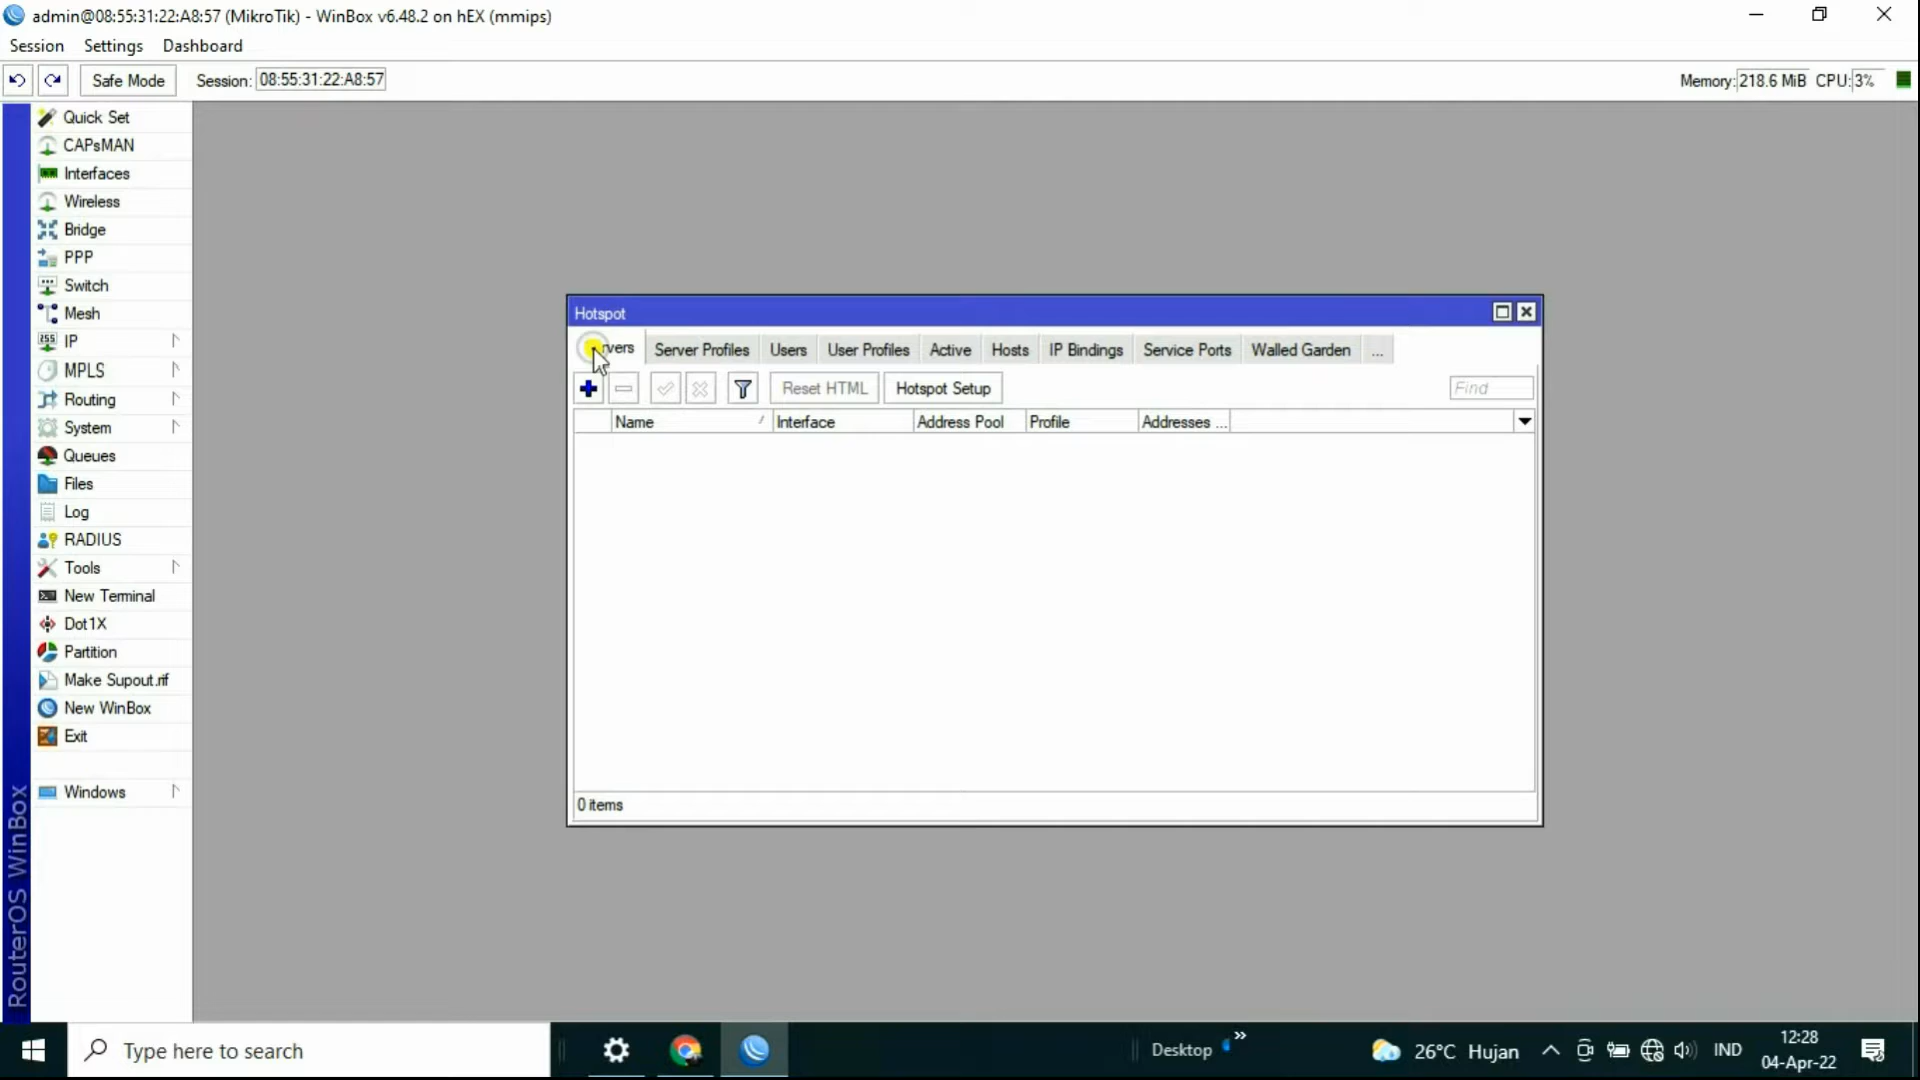 admin@08:55:31:22:A8:57 (MikroTik) - WinBox v6.48.2 on hEX (mmips)
Session Settings Dashboard
Safe Mode Session: 08:55:31:22:A8:57 Memory: 218.6 MiB CPU: 3%
Quick Set
CAPsMAN
Interfaces
Wireless
Bridge
PPP
Switch
Mesh
IP
MPLS
Routing
System
Queues
Files
Log
RADIUS
Tools
New Terminal
Dot1X
Partition
Make Supout.rif
New WinBox
Exit
Windows
RouterOS WinBox
Hotspot
Server Profiles Users User Profiles Active Hosts IP Bindings Service Ports Walled Garden ...
Reset HTML Hotspot Setup Find
Name Interface Address Pool Profile Addresses ...
0 items
Type here to search
Desktop
26°C Hujan
IND
12:28
04-Apr-22